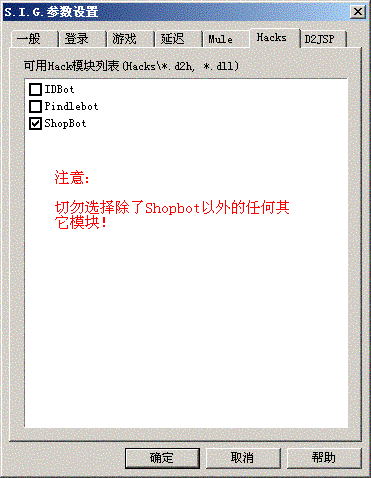 S.I.G.参数设置
一般 登录 游戏 延迟 Mule Hacks D2JSP
可用Hack模块列表(Hacks\*.d2h, *.dll)
IDBot
Pindlebot
ShopBot
注意:
切勿选择除了Shopbot以外的任何其
它模块!
确定 取消 帮助